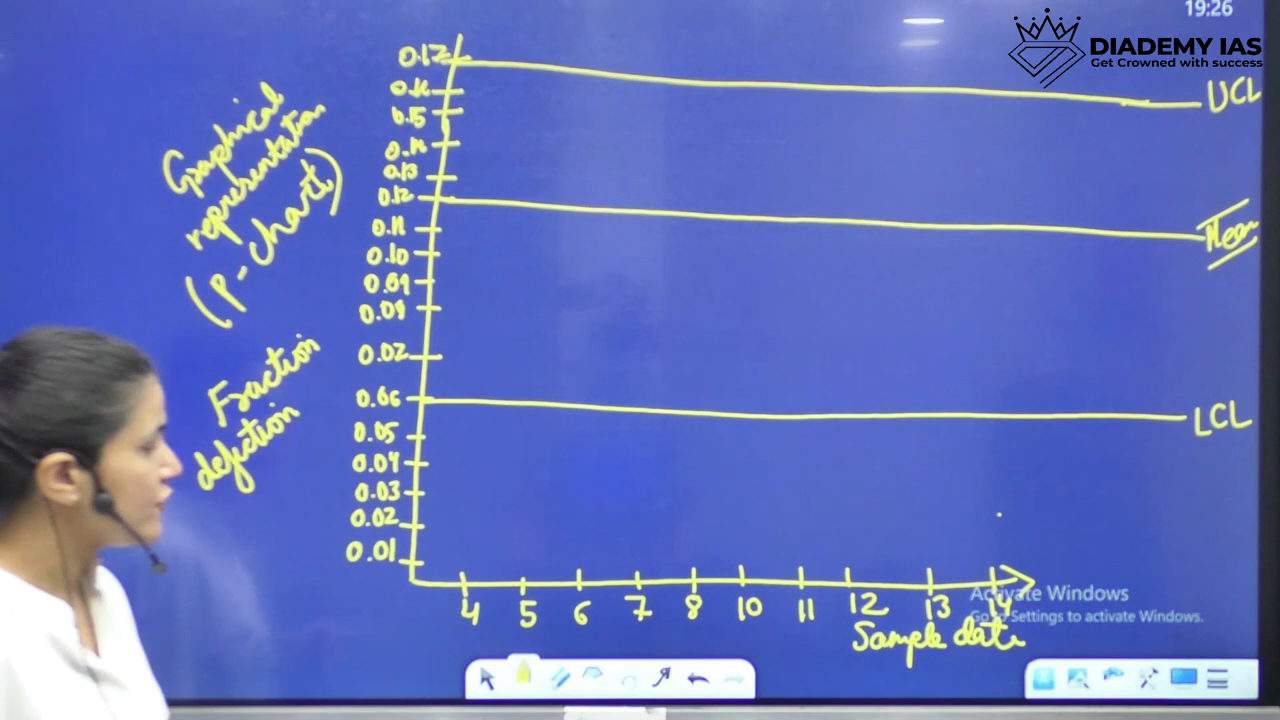 19:26
DIADEMY IAS
Get Crowned with success
Graphical
representation
(P-chart)
Fraction
defection
0.17
0.16
0.15
0.14
0.13
0.12
0.11
0.10
0.09
0.08
0.07
0.06
0.05
0.04
0.03
0.02
0.01
UCL
Mean
LCL
4 5 6 7 8 10 11 12 13 14
Sample date
Activate Windows
Go to Settings to activate Windows.